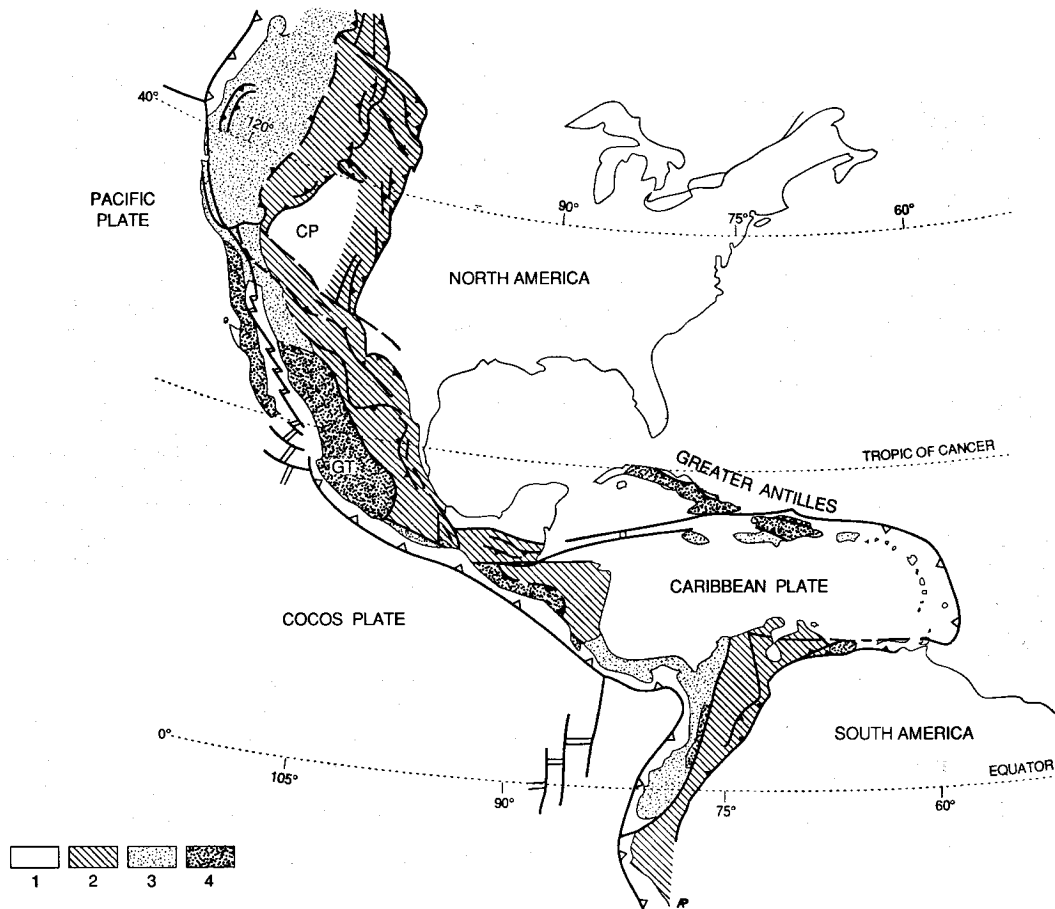 40°
120°
PACIFIC
PLATE
CP
90°
75°
60°
NORTH AMERICA
GT
TROPIC OF CANCER
GREATER ANTILLES
CARIBBEAN PLATE
COCOS PLATE
SOUTH AMERICA
0°
EQUATOR
105°
90°
75°
60°
1 2 3 4